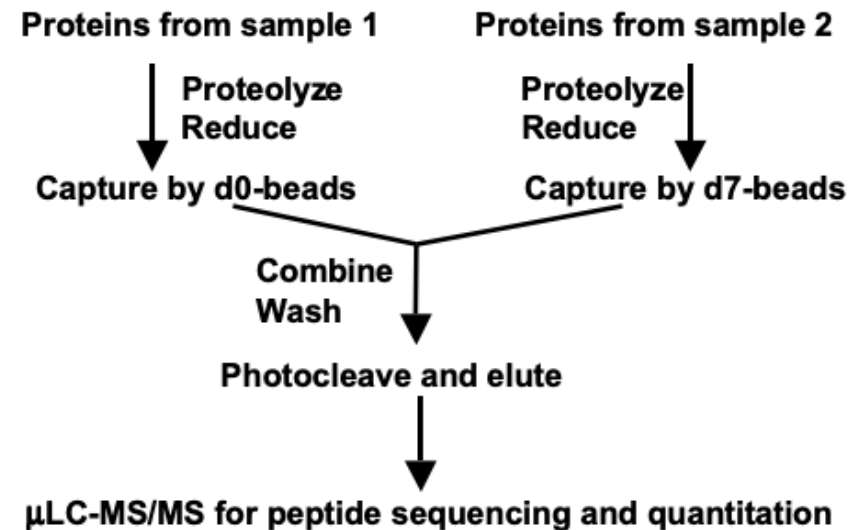 Proteins from sample 1
Proteins from sample 2
Proteolyze
Reduce
Proteolyze
Reduce
Capture by d0-beads
Capture by d7-beads
Combine
Wash
Photocleave and elute
µLC-MS/MS for peptide sequencing and quantitation